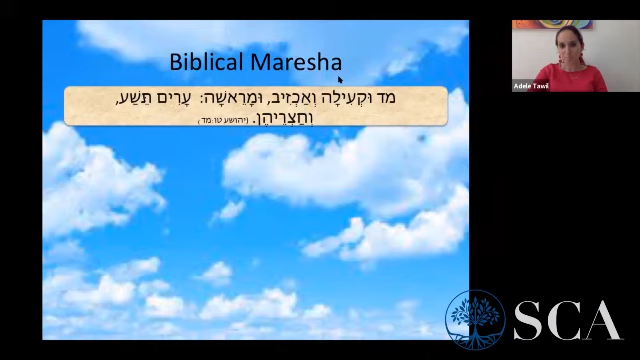 Biblical Maresha
מד וּקְעִילָה וְאַכְזִיב, וּמָרֵאשָׁה: עָרִים תֵּשַׁע,
וְחַצְרֵיהֶן. (יהושע טו:מד)
Adele Tawil
SCA